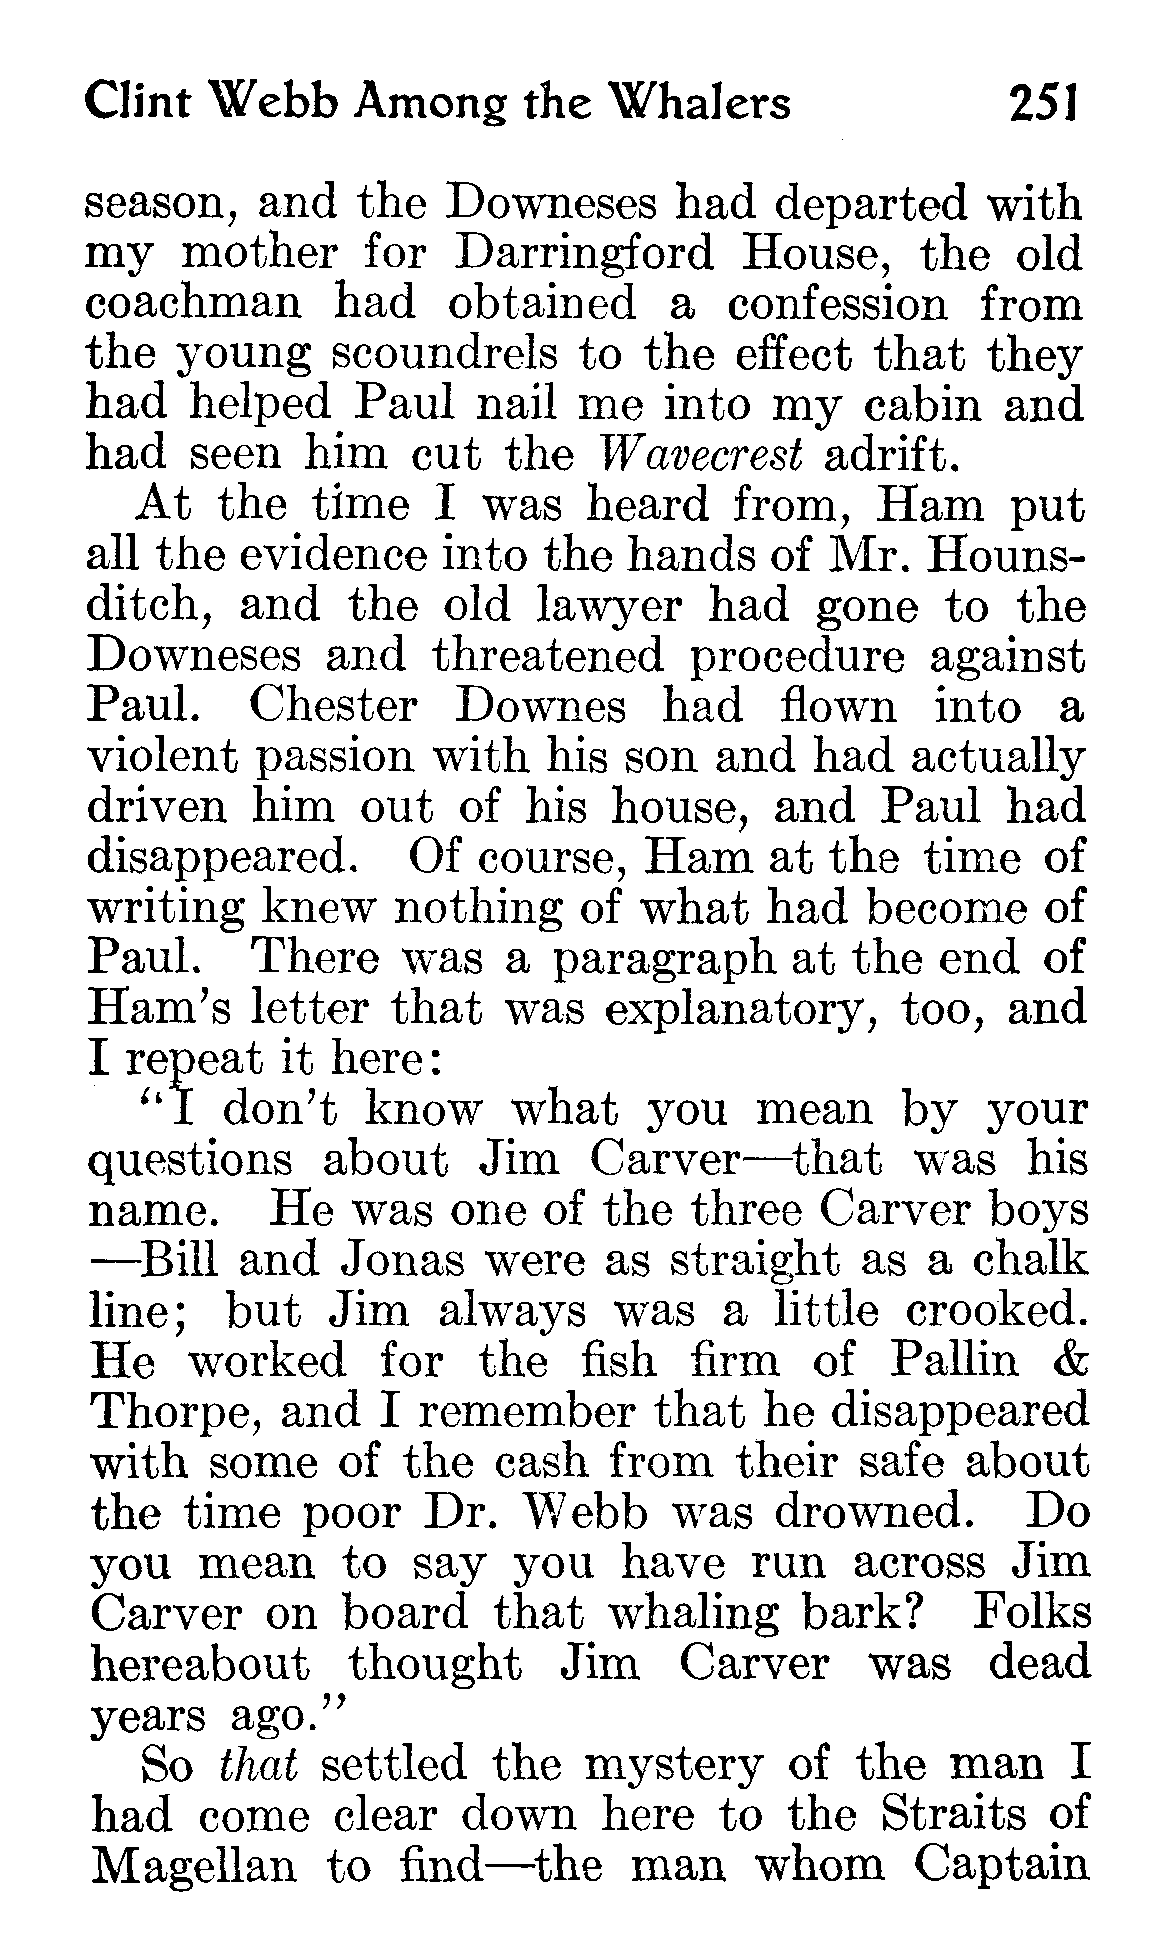 Clint Webb Among the Whalers 251
season, and the Downeses had departed with
my mother for Darringford House, the old
coachman had obtained a confession from
the young scoundrels to the effect that they
had helped Paul nail me into my cabin and
had seen him cut the Wavecrest adrift.
At the time I was heard from, Ham put
all the evidence into the hands of Mr. Houns-
ditch, and the old lawyer had gone to the
Downeses and threatened procedure against
Paul. Chester Downes had flown into a
violent passion with his son and had actually
driven him out of his house, and Paul had
disappeared. Of course, Ham at the time of
writing knew nothing of what had become of
Paul. There was a paragraph at the end of
Ham's letter that was explanatory, too, and
I repeat it here:
"I don't know what you mean by your
questions about Jim Carver—that was his
name. He was one of the three Carver boys
—Bill and Jonas were as straight as a chalk
line; but Jim always was a little crooked.
He worked for the fish firm of Pallin &
Thorpe, and I remember that he disappeared
with some of the cash from their safe about
the time poor Dr. Webb was drowned. Do
you mean to say you have run across Jim
Carver on board that whaling bark? Folks
hereabout thought Jim Carver was dead
years ago."
So that settled the mystery of the man I
had come clear down here to the Straits of
Magellan to find—the man whom Captain